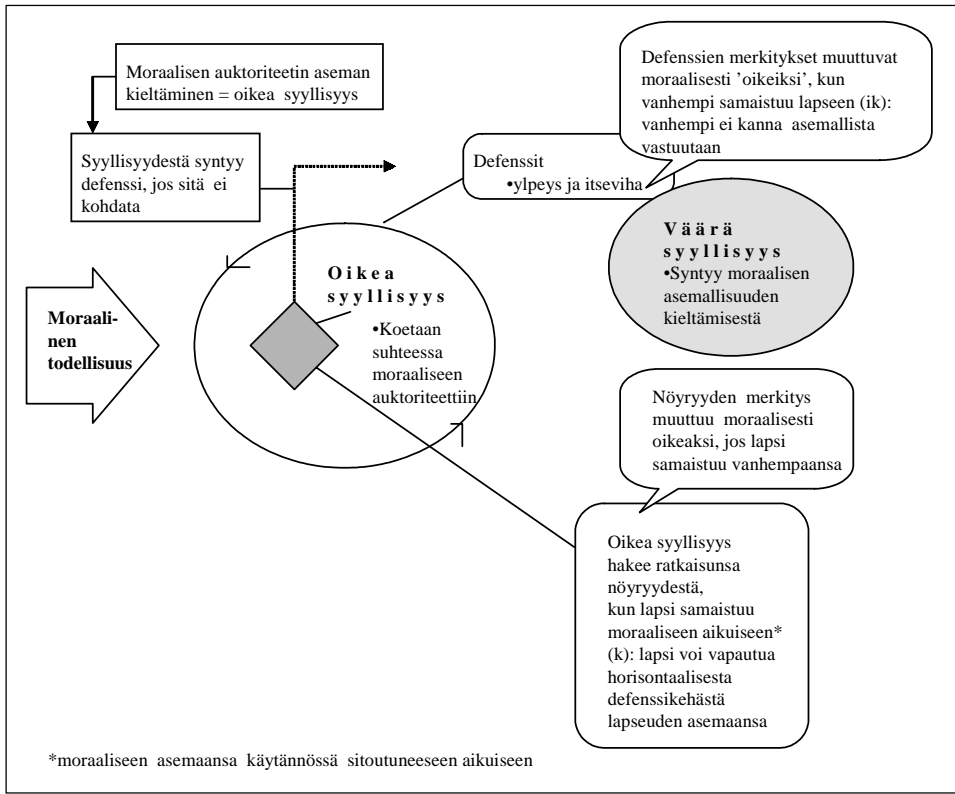 Moraalisen auktoriteetin aseman
kieltäminen = oikea syyllisyys
Syyllisyydestä syntyy
defenssi, jos sitä ei
kohdata
Defenssien merkitykset muuttuvat
moraalisesti ’oikeiksi’, kun
vanhempi samaistuu lapseen (ik):
vanhempi ei kanna asemallista
vastuutaan
Defenssit
•ylpeys ja itseviha
Väärä
syyllisyys
•Syntyy moraalisen
asemallisuuden
kieltämisestä
Moraali-
nen
todellisuus
Oikea
syyllisyys
•Koetaan
suhteessa
moraaliseen
auktoriteettiin
Nöyryyden merkitys
muuttuu moraalisesti
oikeaksi, jos lapsi
samaistuu vanhempaansa
Oikea syyllisyys
hakee ratkaisunsa
nöyryydestä,
kun lapsi samaistuu
moraaliseen aikuiseen*
(k): lapsi voi vapautua
horisontaalisesta
defenssikehästä
lapseuden asemaansa
*moraaliseen asemaansa käytännössä sitoutuneeseen aikuiseen